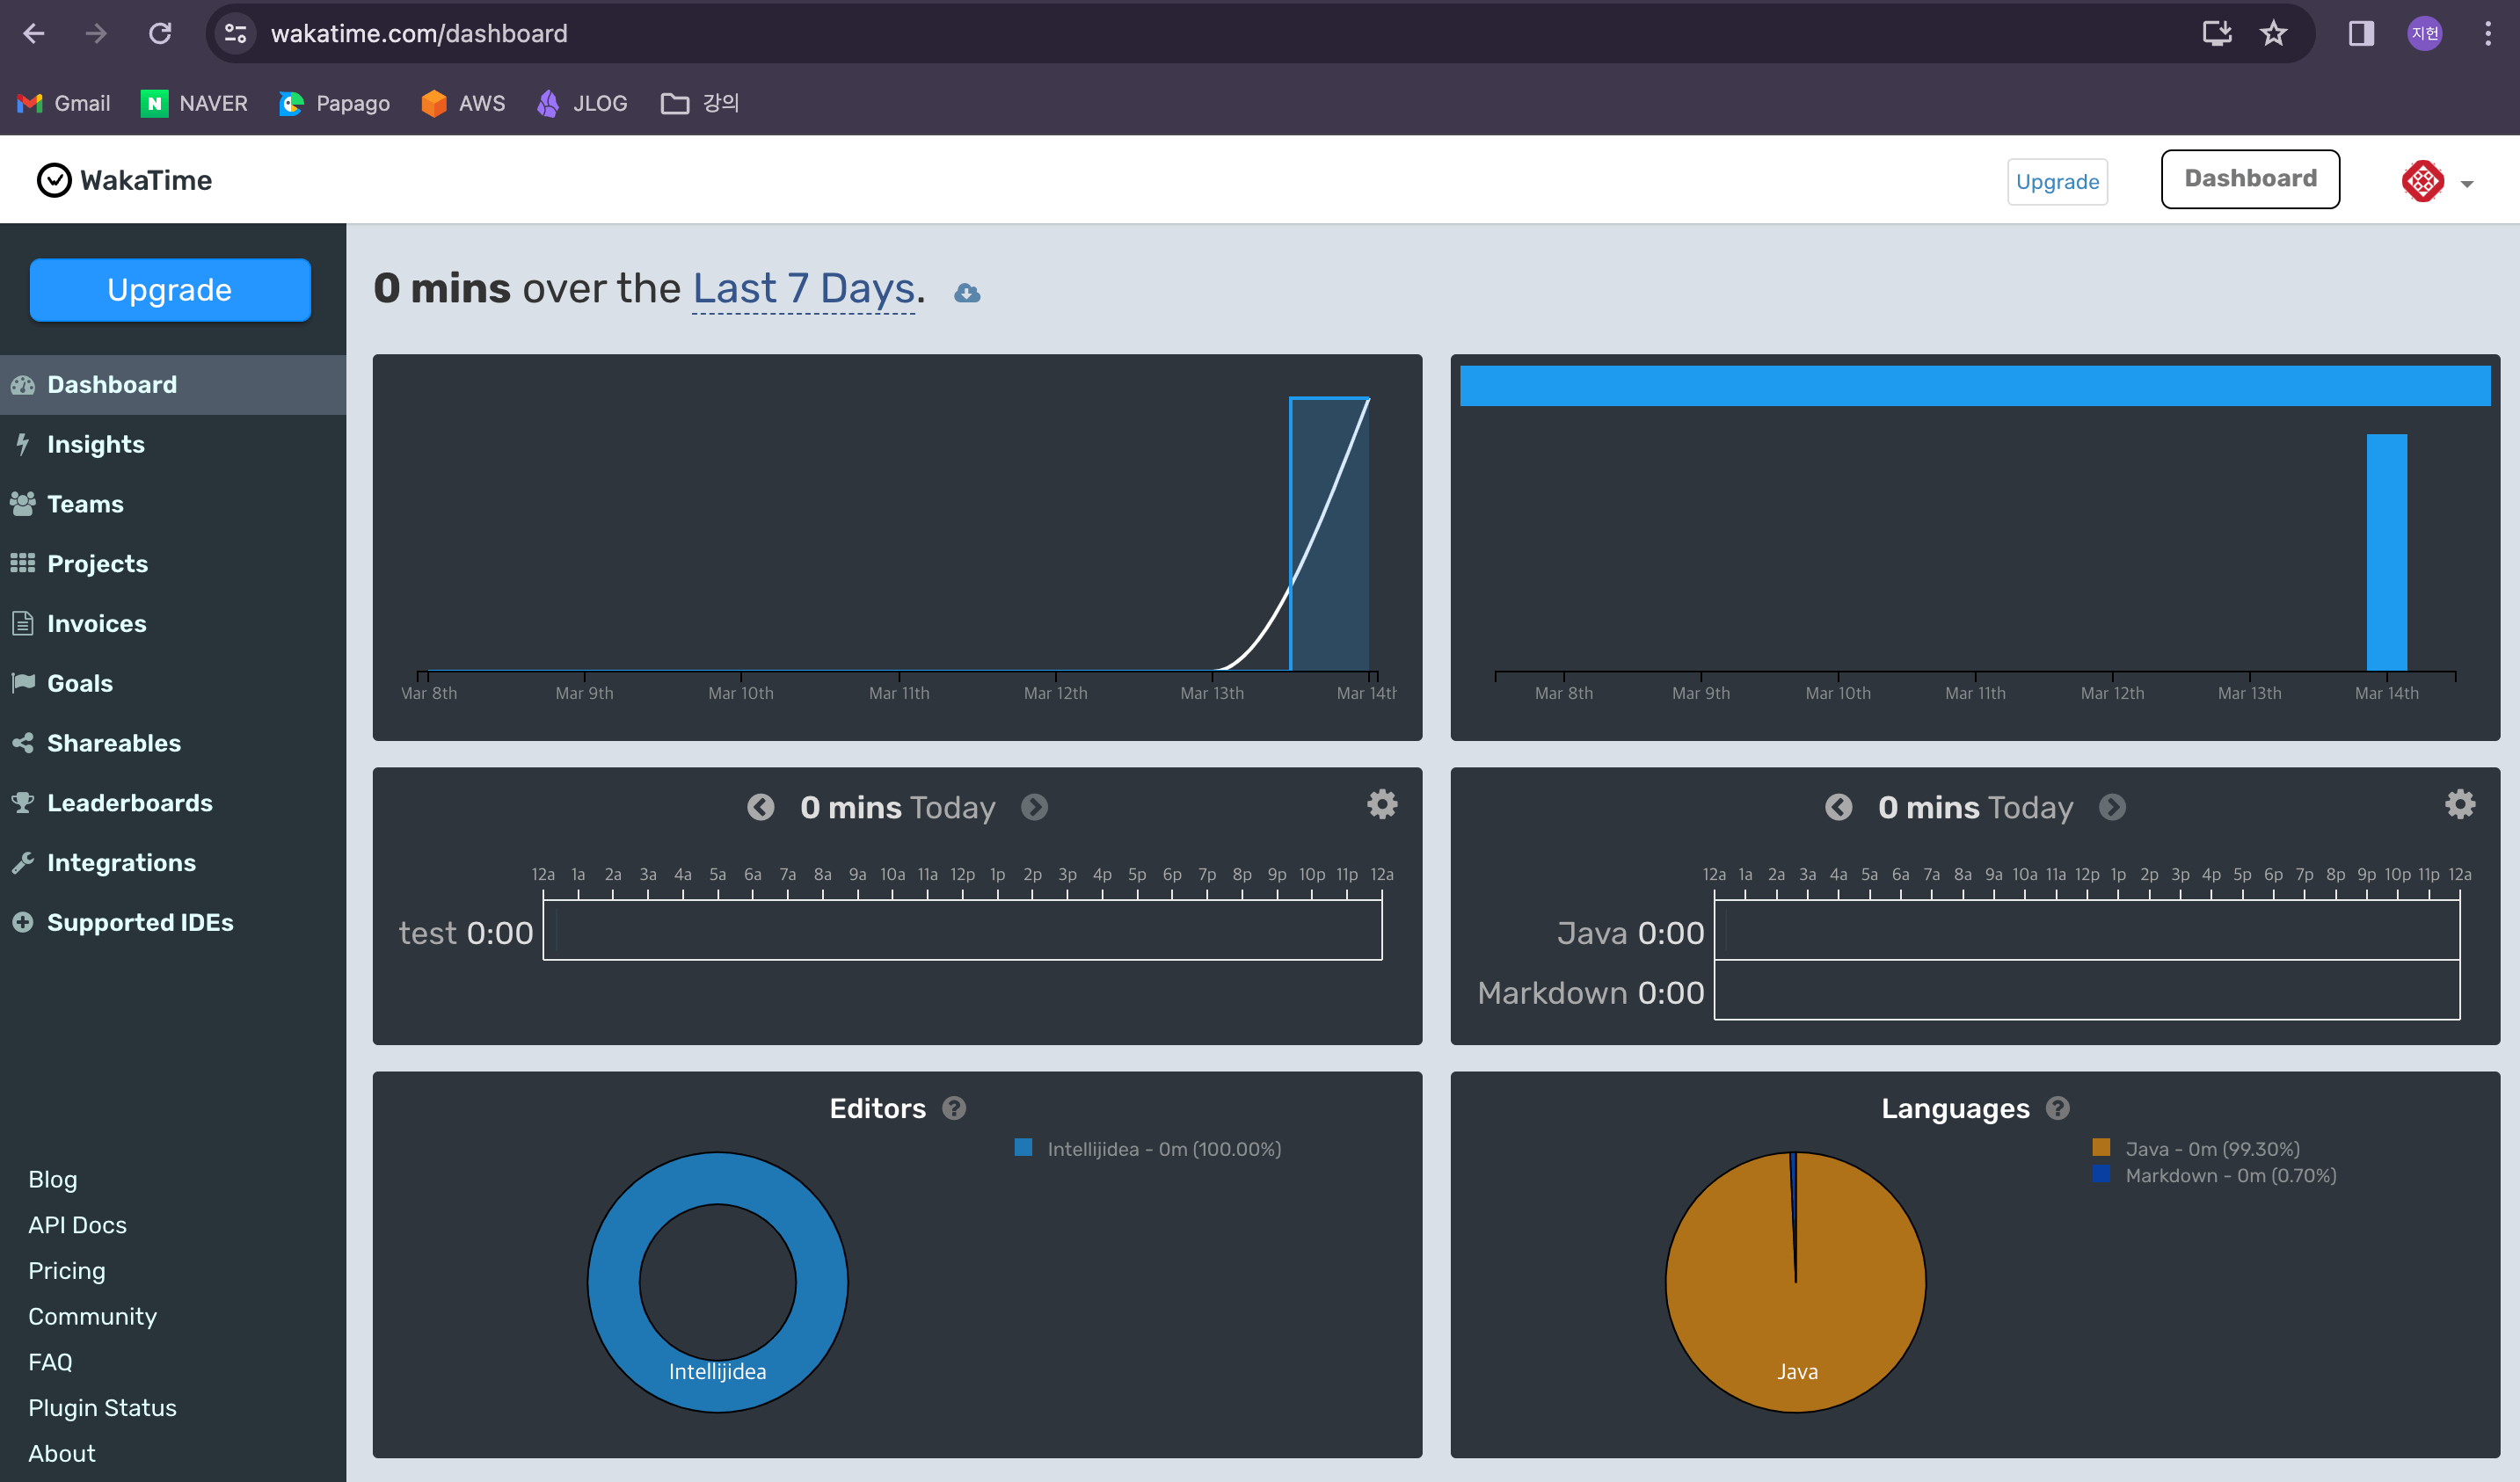 wakatime.com/dashboard
지헌
Gmail
NAVER
Papago
AWS
JLOG
강의
WakaTime
Upgrade
Dashboard
Upgrade
Dashboard
Insights
Teams
Projects
Invoices
Goals
Shareables
Leaderboards
Integrations
Supported IDEs
Blog
API Docs
Pricing
Community
FAQ
Plugin Status
About
0 mins over the Last 7 Days.
Mar 8th Mar 9th Mar 10th Mar 11th Mar 12th Mar 13th Mar 14th
Mar 8th Mar 9th Mar 10th Mar 11th Mar 12th Mar 13th Mar 14th
0 mins Today
12a 1a 2a 3a 4a 5a 6a 7a 8a 9a 10a 11a 12p 1p 2p 3p 4p 5p 6p 7p 8p 9p 10p 11p 12a
test 0:00
0 mins Today
12a 1a 2a 3a 4a 5a 6a 7a 8a 9a 10a 11a 12p 1p 2p 3p 4p 5p 6p 7p 8p 9p 10p 11p 12a
Java 0:00
Markdown 0:00
Editors ?
Intellijidea - 0m (100.00%)
Intellijidea
Languages ?
Java - 0m (99.30%)
Markdown - 0m (0.70%)
Java